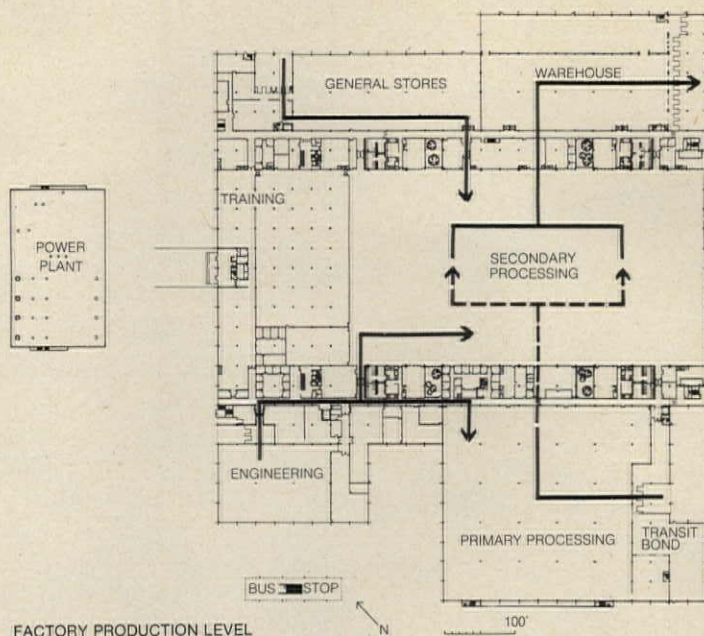 GENERAL STORES
WAREHOUSE
TRAINING
POWER
PLANT
SECONDARY
PROCESSING
ENGINEERING
PRIMARY PROCESSING
TRANSIT
BOND
BUS STOP
N
100'
FACTORY PRODUCTION LEVEL